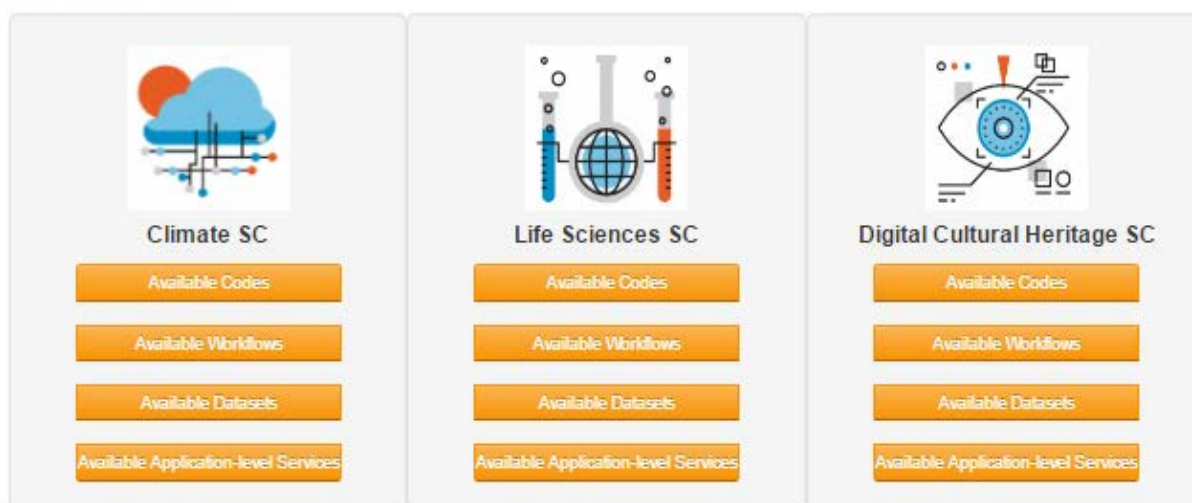 Climate SC
Available Codes
Available Workflows
Available Datasets
Available Application-level Services
Life Sciences SC
Available Codes
Available Workflows
Available Datasets
Available Application-level Services
Digital Cultural Heritage SC
Available Codes
Available Workflows
Available Datasets
Available Application-level Services